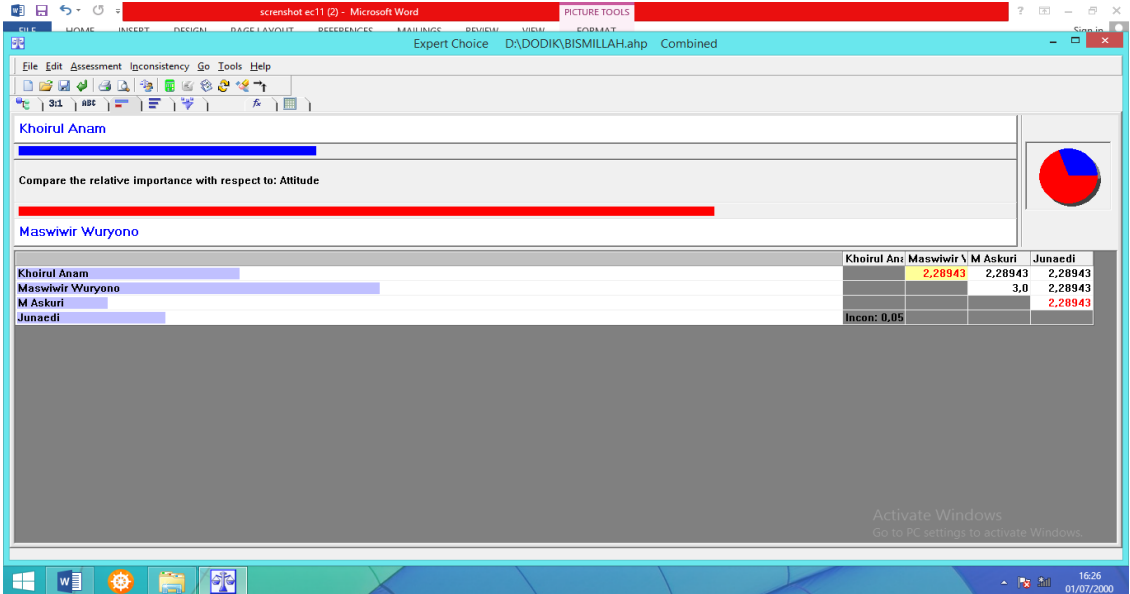 screnshot ec11 (2) - Microsoft Word
PICTURE TOOLS
FILE HOME INSERT DESIGN PAGE LAYOUT REFERENCES MAILINGS REVIEW VIEW FORMAT Sign in
Expert Choice D:\DODIK\BISMILLAH.ahp Combined
File Edit Assessment Inconsistency Go Tools Help
3:1 ABC fx
Khoirul Anam
Compare the relative importance with respect to: Attitude
Maswiwir Wuryono
Khoirul Ana Maswiwir \ M Askuri Junaedi
Khoirul Anam 2,28943 2,28943 2,28943
Maswiwir Wuryono 3,0 2,28943
M Askuri 2,28943
Junaedi Incon: 0,05
Activate Windows
Go to PC settings to activate Windows.
16:26
01/07/2000